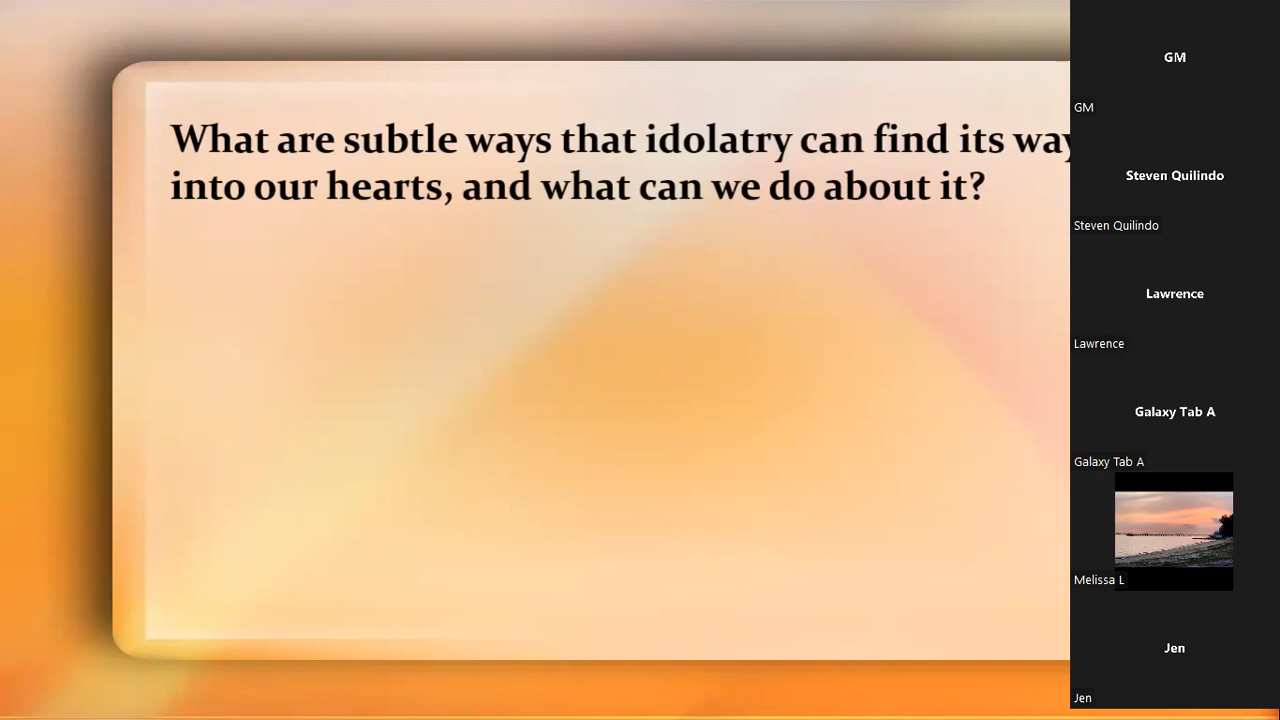 What are subtle ways that idolatry can find its way
into our hearts, and what can we do about it?
GM
GM
Steven Quilindo
Steven Quilindo
Lawrence
Lawrence
Galaxy Tab A
Galaxy Tab A
Melissa L
Jen
Jen